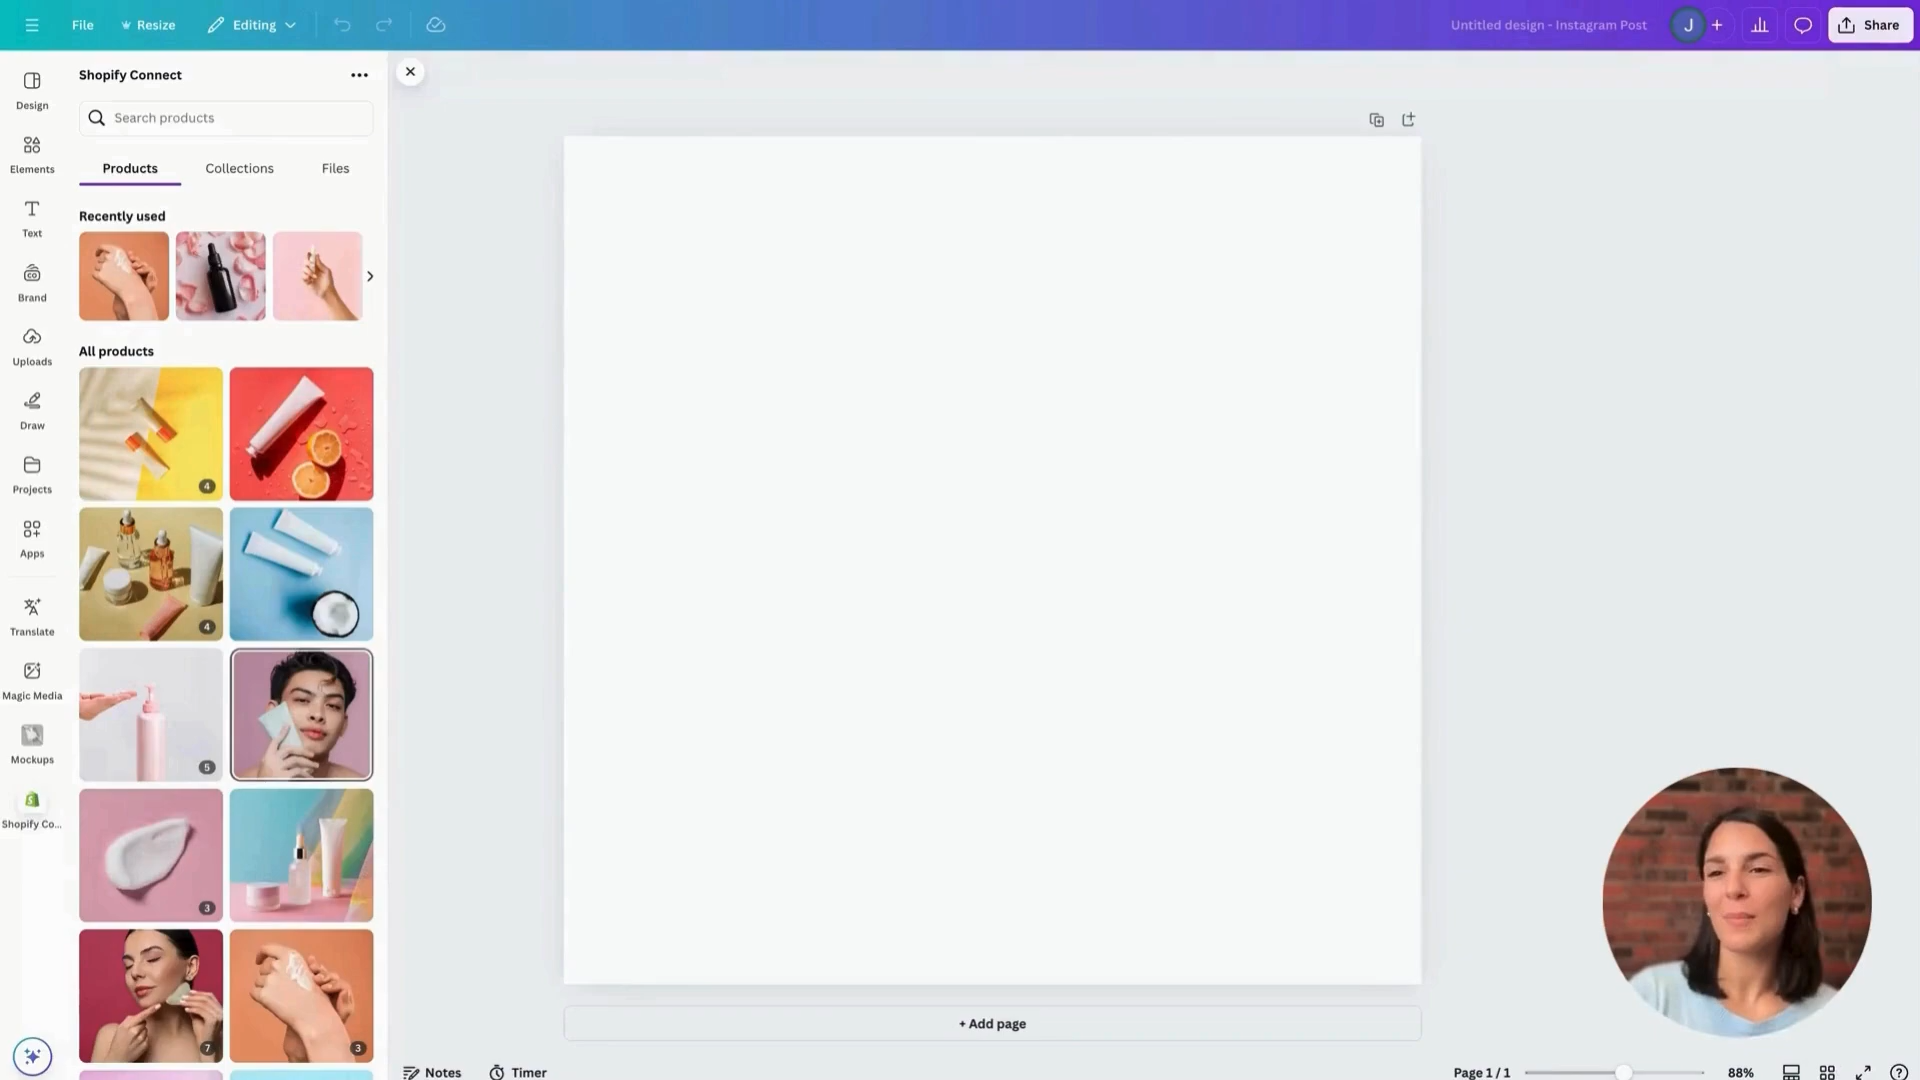 File
Resize
Editing
Untitled design - Instagram Post
J
Share
Design
Elements
Text
Brand
Uploads
Draw
Projects
Apps
Translate
Magic Media
Mockups
Shopify Co...
Shopify Connect
Search products
Products
Collections
Files
Recently used
All products
4
4
5
3
7
3
+ Add page
Notes
Timer
Page 1 / 1
88%